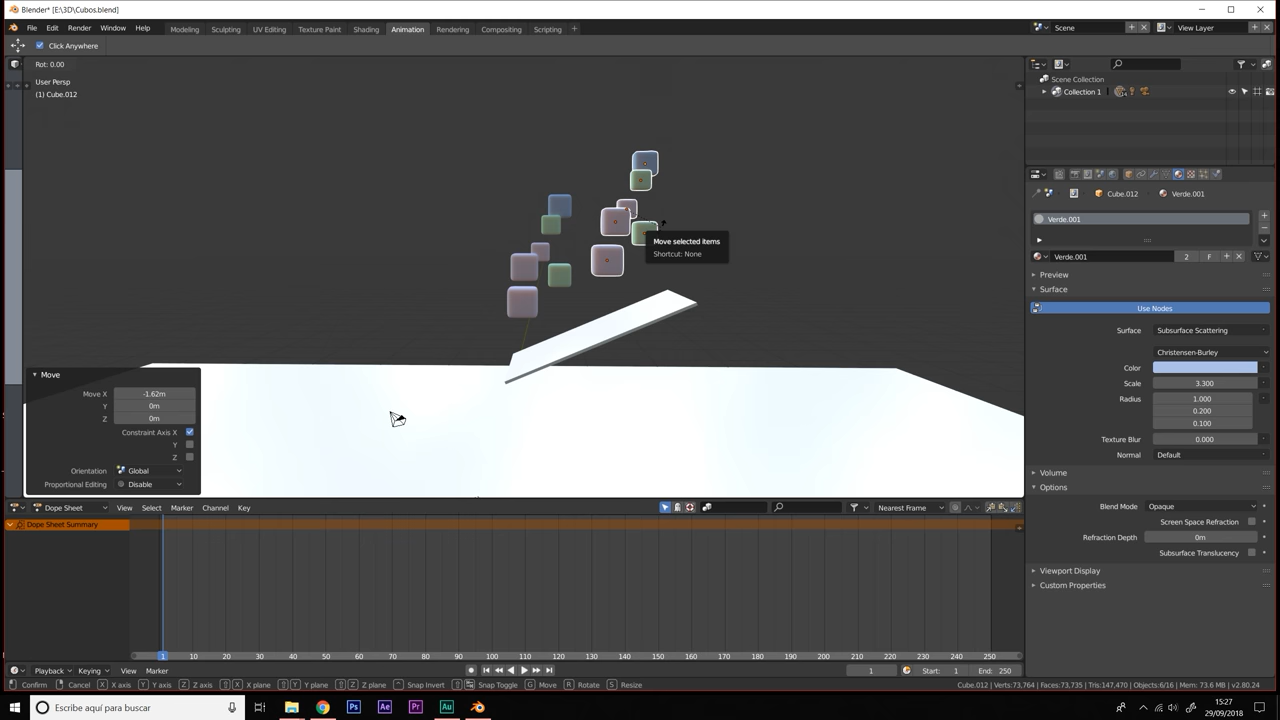 Blender* [E:\3D\Cubos.blend]
File Edit Render Window Help Modeling Sculpting UV Editing Texture Paint Shading Animation Rendering Compositing Scripting + Scene View Layer
Click Anywhere
Rot: 0.00
User Persp
(1) Cube.012
Scene Collection
Collection 1
Cube.012 Verde.001
Verde.001
Move selected items
Shortcut: None
Verde.001 2 F
Preview
Surface
Use Nodes
Surface: Subsurface Scattering
Christensen-Burley
Color:
Scale: 3.300
Radius: 1.000
0.200
0.100
Texture Blur: 0.000
Normal: Default
Volume
Options
Blend Mode: Opaque
Screen Space Refraction
Refraction Depth: 0m
Subsurface Translucency
Viewport Display
Custom Properties
Move
Move X -1.62m
Y 0m
Z 0m
Constraint Axis X
Y
Z
Orientation Global
Proportional Editing Disable
Dope Sheet View Select Marker Channel Key Nearest Frame
Dope Sheet Summary
1 10 20 30 40 50 60 70 80 90 100 110 120 130 140 150 160 170 180 190 200 210 220 230 240 250
Playback Keying View Marker 1 Start: 1 End: 250
Confirm Cancel X X axis Y Y axis Z Z axis X X plane Y Y plane Z Z plane Snap Invert Snap Toggle G Move R Rotate S Resize Cube.012 | Verts:73,764 | Faces:73,735 | Tris:147,470 | Objects:6/16 | Mem: 73.6 MB | v2.80.24
Escribe aquí para buscar
Ps Ae Pr Au
15:27
29/09/2018